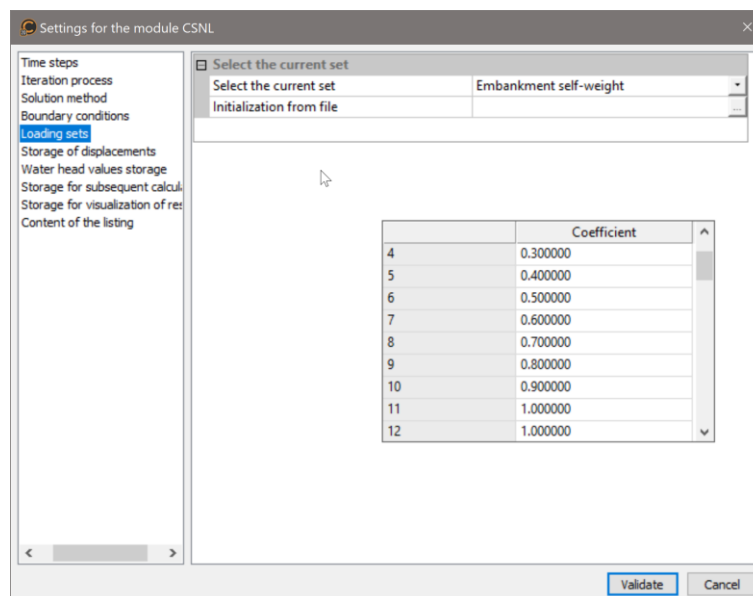 Settings for the module CSNL
Time steps
Iteration process
Solution method
Boundary conditions
Loading sets
Storage of displacements
Water head values storage
Storage for subsequent calcul
Storage for visualization of res
Content of the listing
Select the current set
Select the current set Embankment self-weight
Initialization from file ...
Coefficient
4 0.300000
5 0.400000
6 0.500000
7 0.600000
8 0.700000
9 0.800000
10 0.900000
11 1.000000
12 1.000000
Validate Cancel